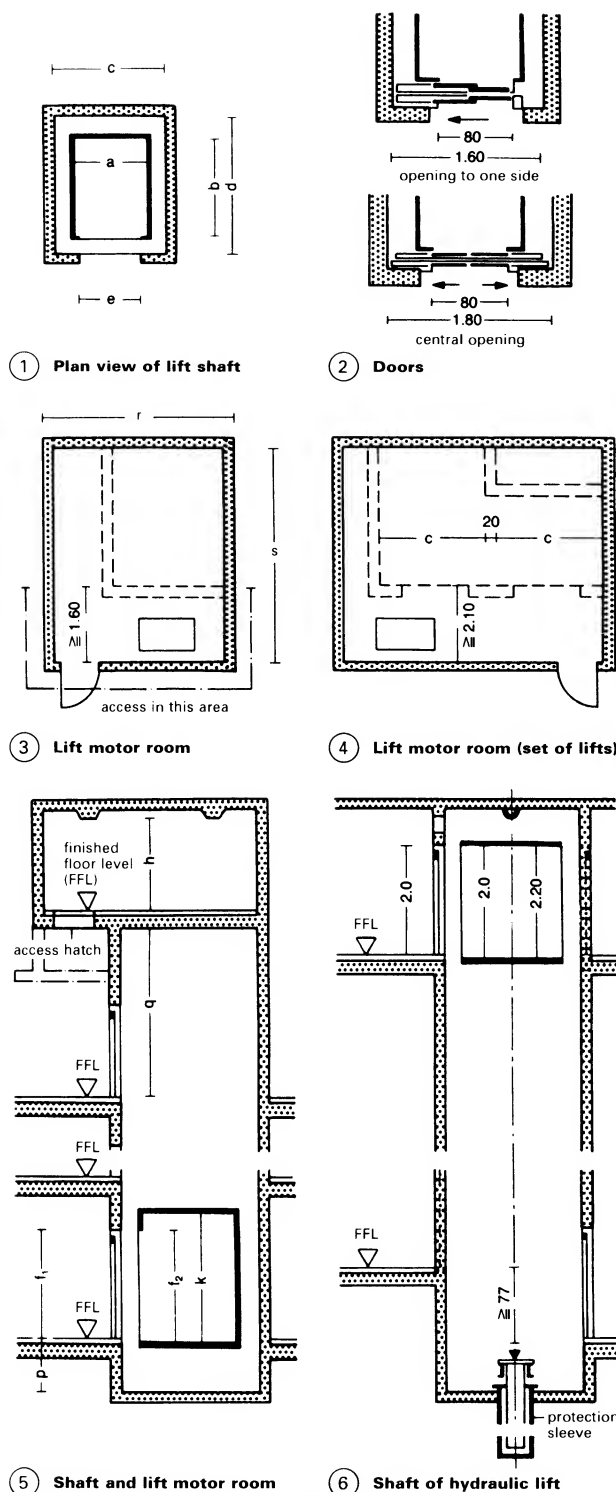 c
a
b
d
e
① Plan view of lift shaft
80
1.60
opening to one side
80
1.80
central opening
② Doors
r
s
≥ 1.60
access in this area
③ Lift motor room
20
c
c
≥ 2.10
④ Lift motor room (set of lifts)
finished
floor level
(FFL)
h
access hatch
q
FFL
FFL
FFL
f₁
f₂
k
p
⑤ Shaft and lift motor room
2.0
2.0
2.20
FFL
FFL
≥ 77
protection
sleeve
⑥ Shaft of hydraulic lift